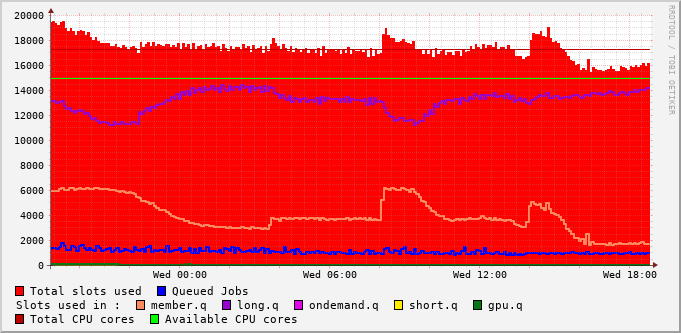 20000
18000
16000
14000
12000
10000
8000
6000
4000
2000
0
Wed 00:00 Wed 06:00 Wed 12:00 Wed 18:00
Total slots used Queued Jobs
Slots used in : member.q long.q ondemand.q short.q gpu.q
Total CPU cores Available CPU cores
RRDTOOL / TOBI OETIKER